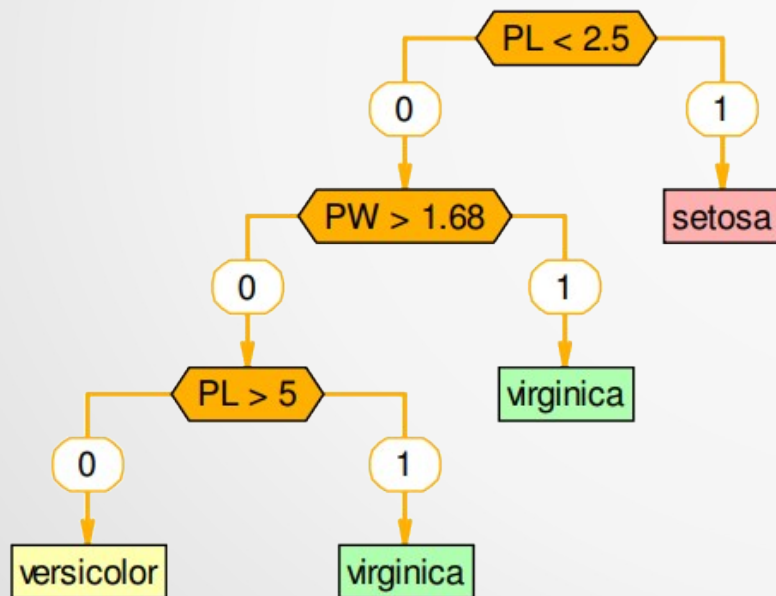 PL < 2.5
0
1
PW > 1.68
setosa
0
1
PL > 5
virginica
0
1
versicolor
virginica